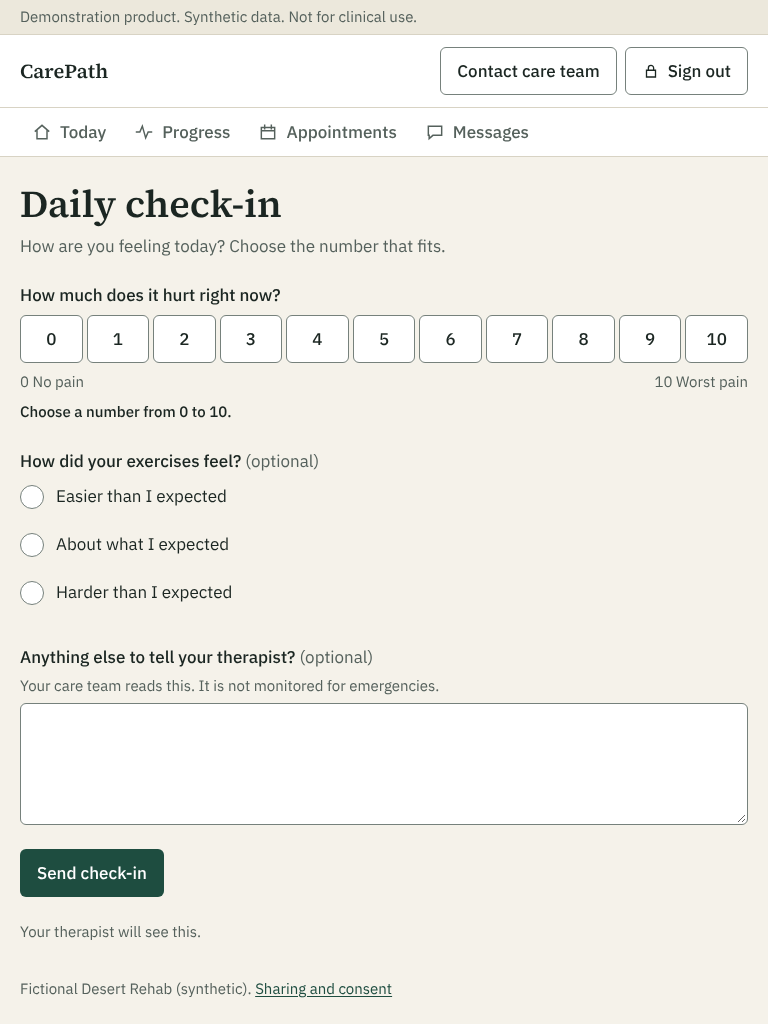 Demonstration product. Synthetic data. Not for clinical use.
CarePath
Contact care team
Sign out
Today
Progress
Appointments
Messages
Daily check-in
How are you feeling today? Choose the number that fits.
How much does it hurt right now?
0 1 2 3 4 5 6 7 8 9 10
0 No pain
10 Worst pain
Choose a number from 0 to 10.
How did your exercises feel? (optional)
Easier than I expected
About what I expected
Harder than I expected
Anything else to tell your therapist? (optional)
Your care team reads this. It is not monitored for emergencies.
Send check-in
Your therapist will see this.
Fictional Desert Rehab (synthetic). Sharing and consent